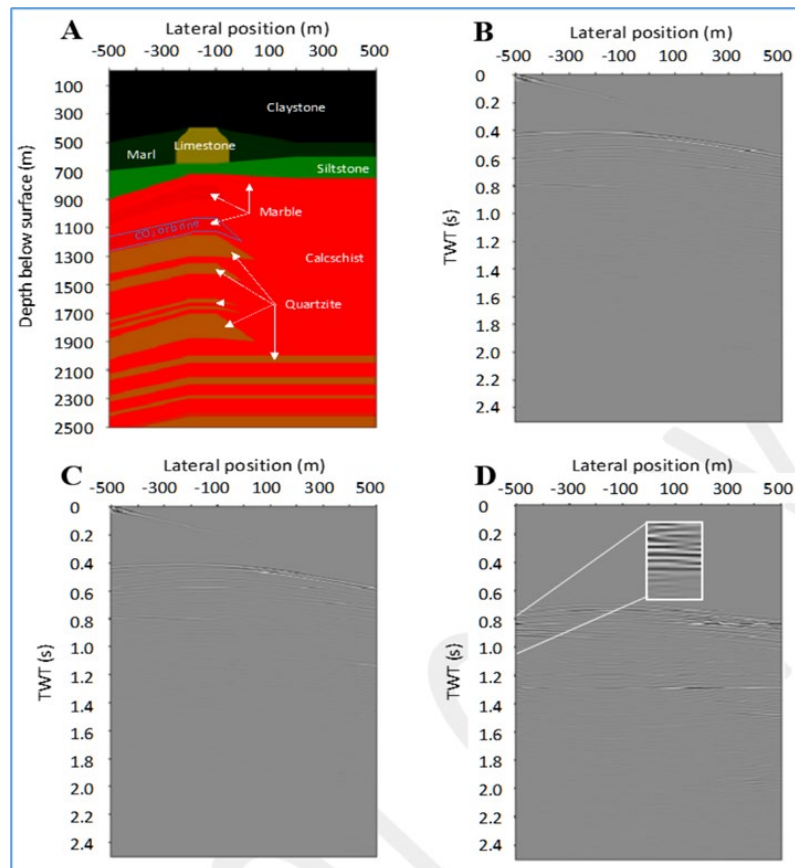 A
Lateral position (m)
-500 -300 -100 100 300 500
Depth below surface (m)
100
300
500
700
900
1100
1300
1500
1700
1900
2100
2300
2500
Claystone
Limestone
Marl
Siltstone
Marble
CO₂ or brine
Calcschist
Quartzite
B
Lateral position (m)
-500 -300 -100 100 300 500
TWT (s)
0
0.2
0.4
0.6
0.8
1.0
1.2
1.4
1.6
1.8
2.0
2.2
2.4
C
Lateral position (m)
-500 -300 -100 100 300 500
TWT (s)
0
0.2
0.4
0.6
0.8
1.0
1.2
1.4
1.6
1.8
2.0
2.2
2.4
D
Lateral position (m)
-500 -300 -100 100 300 500
TWT (s)
0
0.2
0.4
0.6
0.8
1.0
1.2
1.4
1.6
1.8
2.0
2.2
2.4